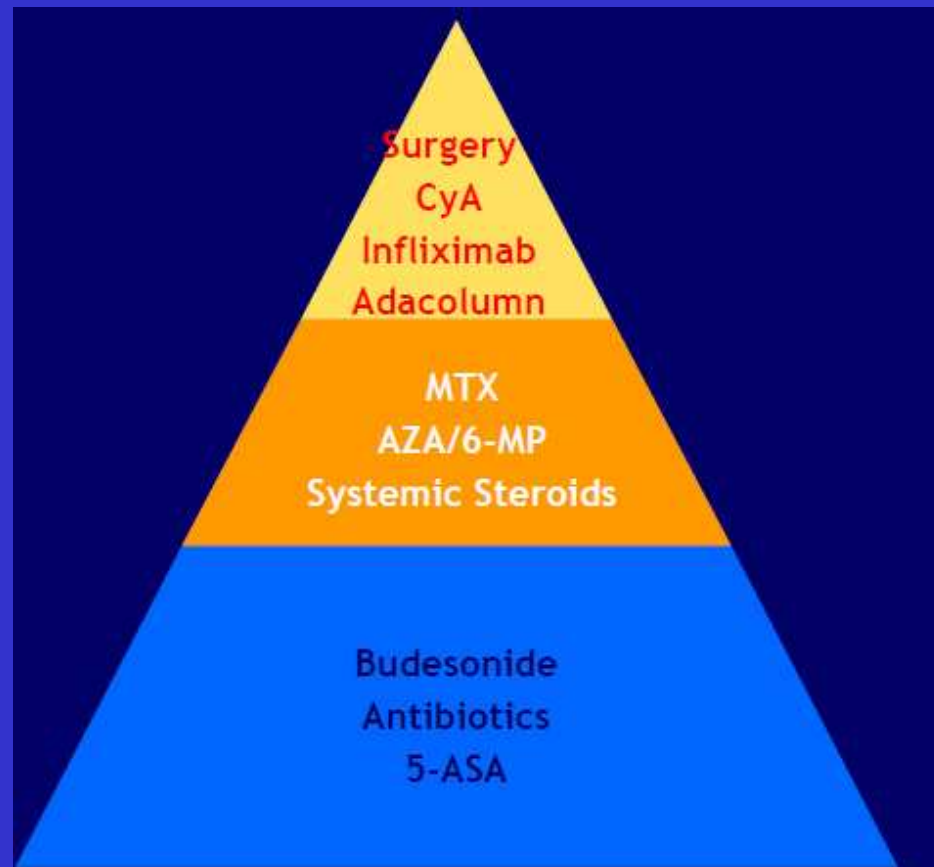 Surgery
CyA
Infliximab
Adacolumn
MTX
AZA/6-MP
Systemic Steroids
Budesonide
Antibiotics
5-ASA